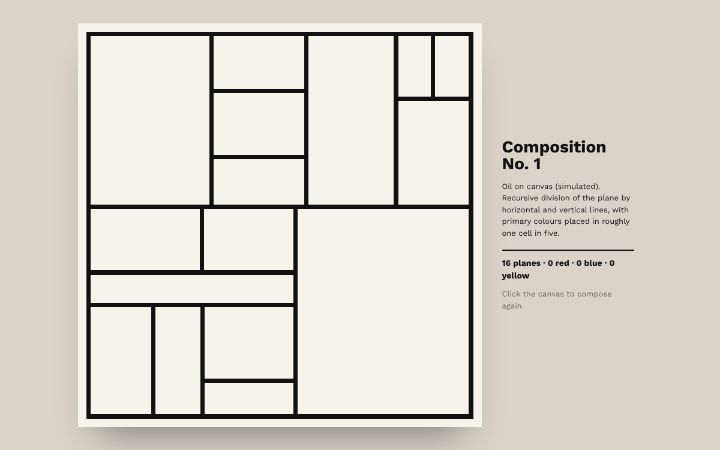 Composition
No. 1
Oil on canvas (simulated).
Recursive division of the plane by
horizontal and vertical lines, with
primary colours placed in roughly
one cell in five.
16 planes · 0 red · 0 blue · 0
yellow
Click the canvas to compose
again.